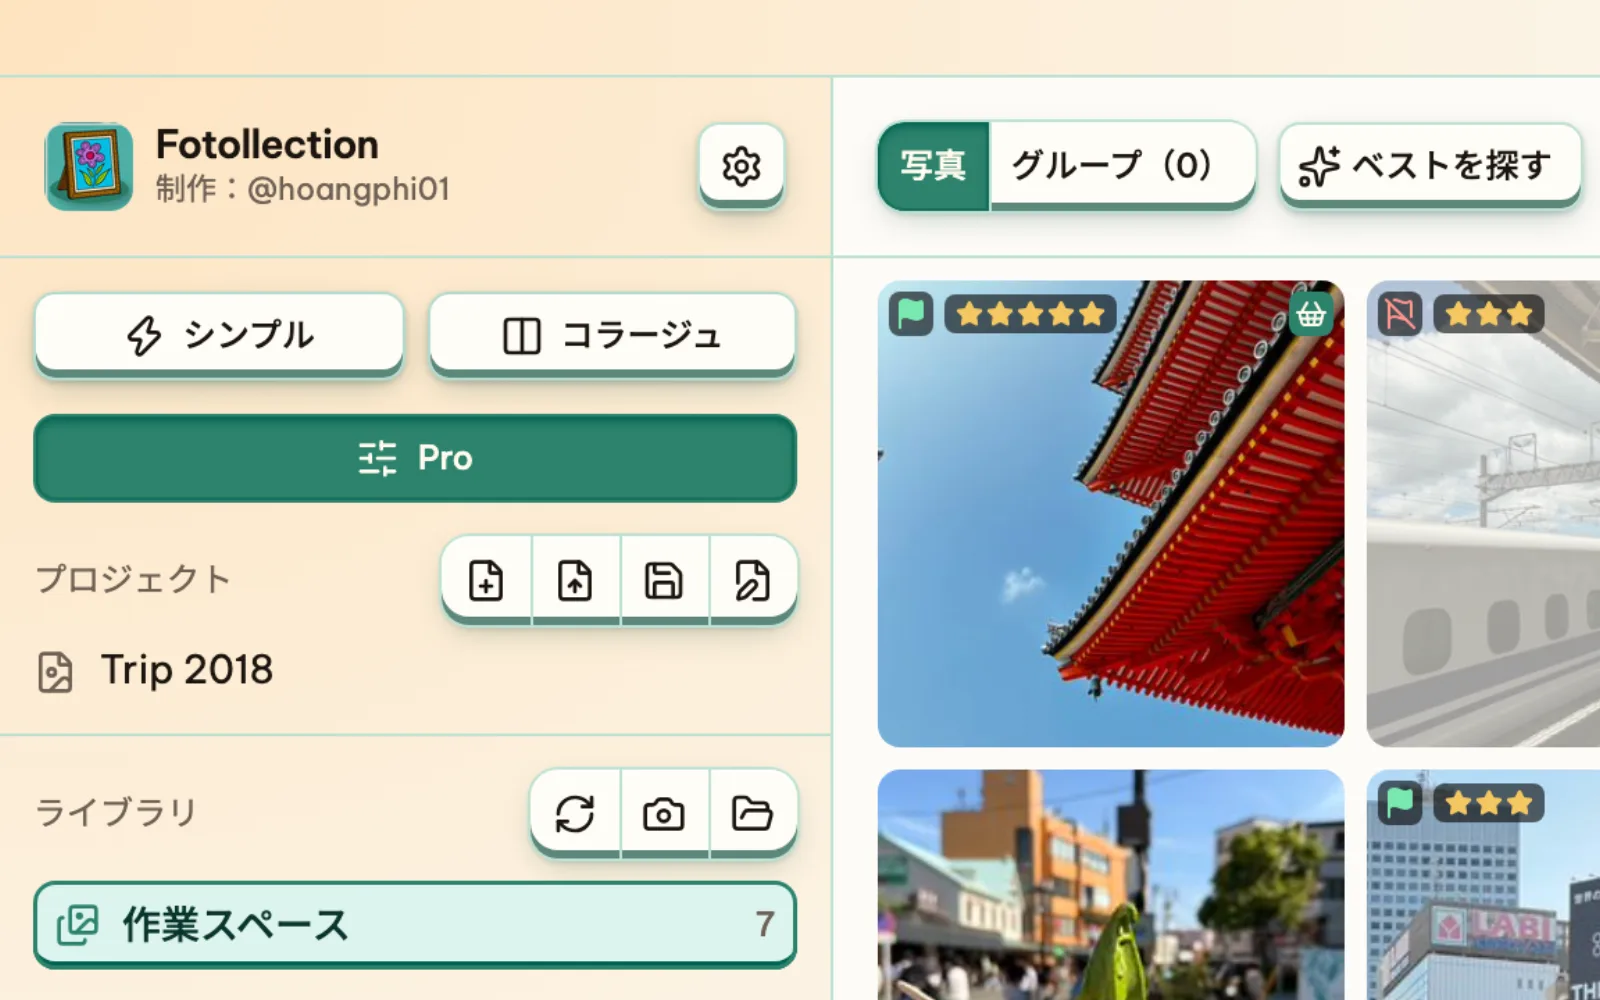 Fotollection
制作：@hoangphi01
シンプル
コラージュ
Pro
プロジェクト
Trip 2018
ライブラリ
作業スペース
7
写真
グループ（0）
ベストを探す
LABI